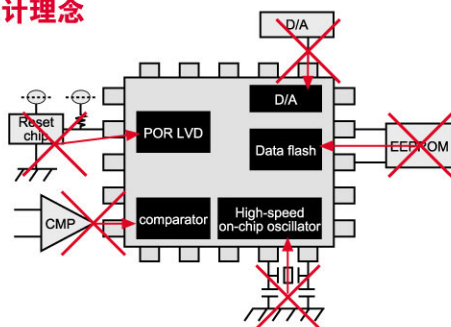 计理念
D/A
Reset
chip
POR LVD
D/A
Data flash
EEPROM
CMP
comparator
High-speed
on-chip oscillator